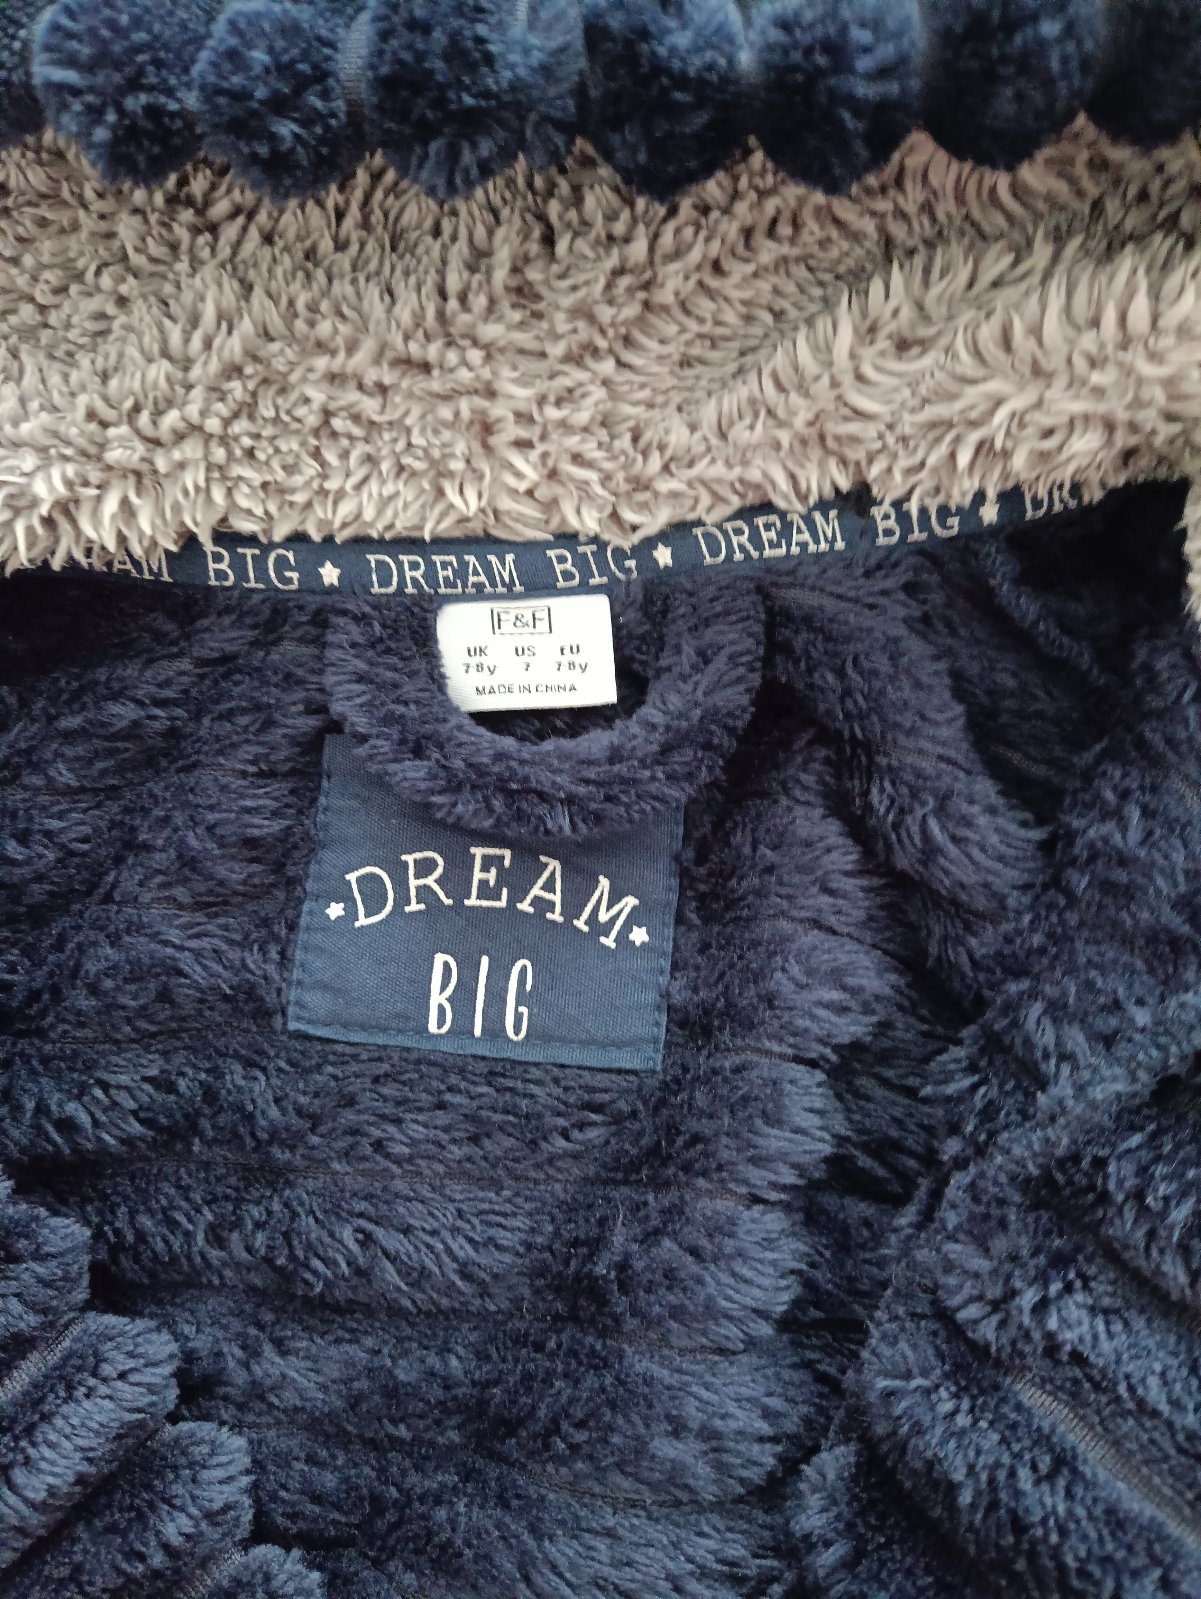 DREAM BIG ★ DREAM BIG ★ DREAM BIG ★
F&F
UK US EU
7-8y 7 7-8y
MADE IN CHINA
★DREAM★
BIG